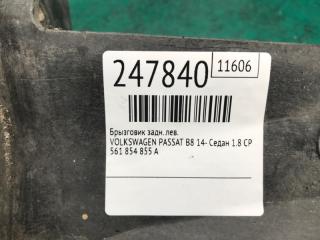 247840 11606
Брызговик задн.лев.
VOLKSWAGEN PASSAT B8 14- Седан 1.8 CP
561 854 855 A